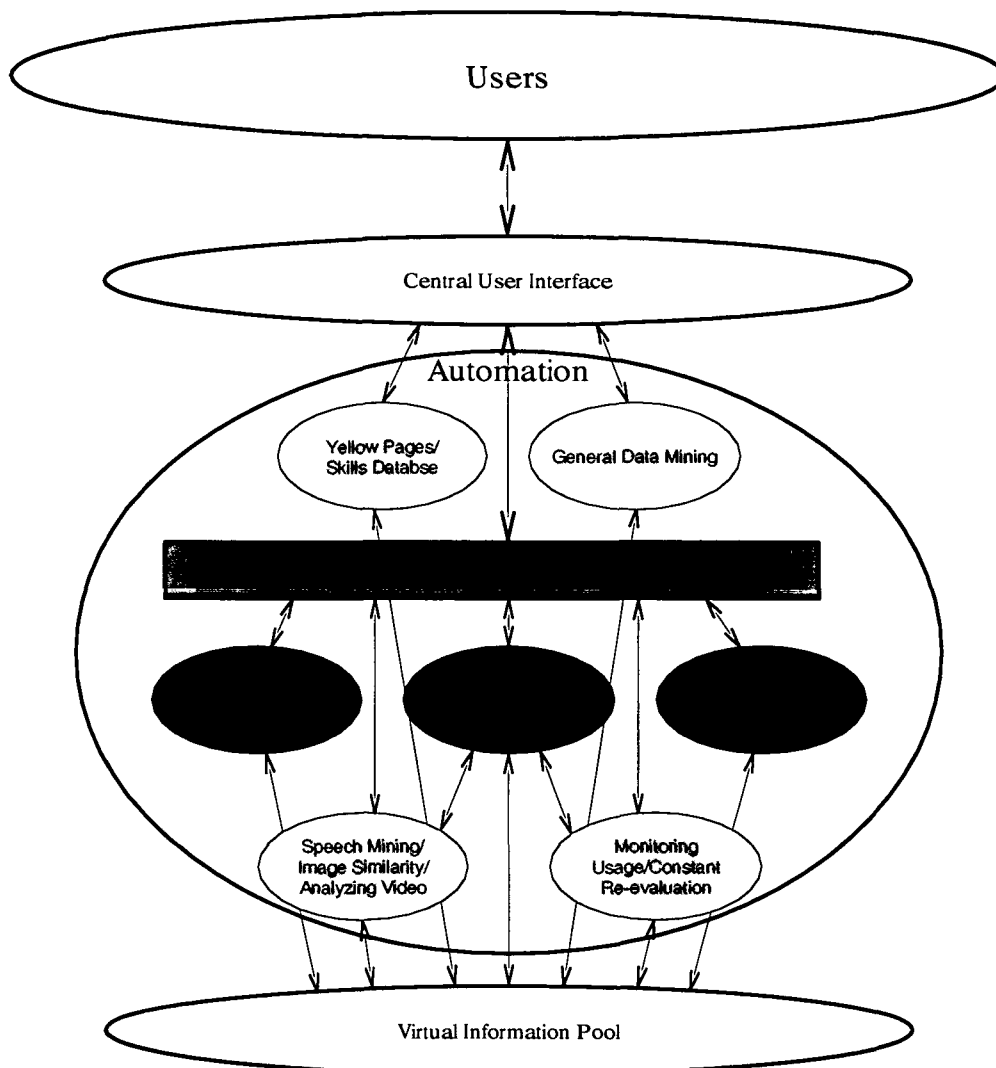 Users
Central User Interface
Automation
Yellow Pages/
Skills Databse
General Data Mining
Speech Mining/
Image Similarity/
Analyzing Video
Monitoring
Usage/Constant
Re-evaluation
Virtual Information Pool